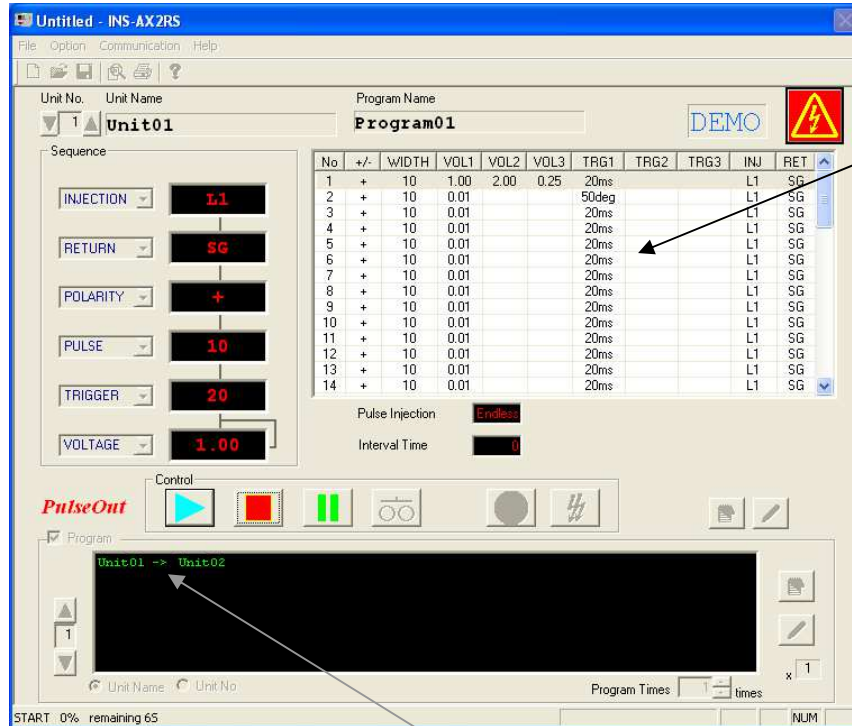 Untitled - INS-AX2RS
File Option Communication Help
Unit No. Unit Name Program Name
1 Unit01 Program01 DEMO
Sequence
INJECTION L1
RETURN SG
POLARITY +
PULSE 10
TRIGGER 20
VOLTAGE 1.00
No +/- WIDTH VOL1 VOL2 VOL3 TRG1 TRG2 TRG3 INJ RET
1 + 10 1.00 2.00 0.25 20ms L1 SG
2 + 10 0.01 50deg L1 SG
3 + 10 0.01 20ms L1 SG
4 + 10 0.01 20ms L1 SG
5 + 10 0.01 20ms L1 SG
6 + 10 0.01 20ms L1 SG
7 + 10 0.01 20ms L1 SG
8 + 10 0.01 20ms L1 SG
9 + 10 0.01 20ms L1 SG
10 + 10 0.01 20ms L1 SG
11 + 10 0.01 20ms L1 SG
12 + 10 0.01 20ms L1 SG
13 + 10 0.01 20ms L1 SG
14 + 10 0.01 20ms L1 SG
Pulse Injection Endless
Interval Time 0
Control
PulseOut
Program
Unit01 -> Unit02
1
x 1
Unit Name Unit No
Program Times 1 times
START 0% remaining 65 NUM